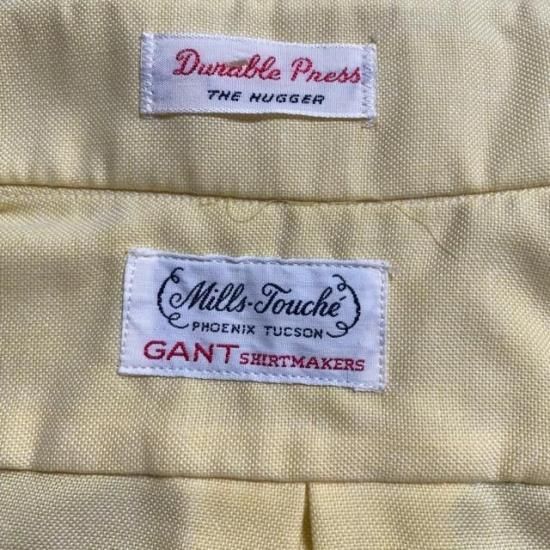 Durable Press
THE HUGGER
Mills-Touché
PHOENIX TUCSON
GANT SHIRTMAKERS